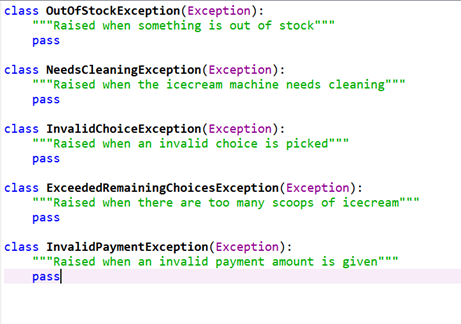 class OutOfStockException(Exception):
    """Raised when something is out of stock"""
    pass

class NeedsCleaningException(Exception):
    """Raised when the icecream machine needs cleaning"""
    pass

class InvalidChoiceException(Exception):
    """Raised when an invalid choice is picked"""
    pass

class ExceededRemainingChoicesException(Exception):
    """Raised when there are too many scoops of icecream"""
    pass

class InvalidPaymentException(Exception):
    """Raised when an invalid payment amount is given"""
    pass